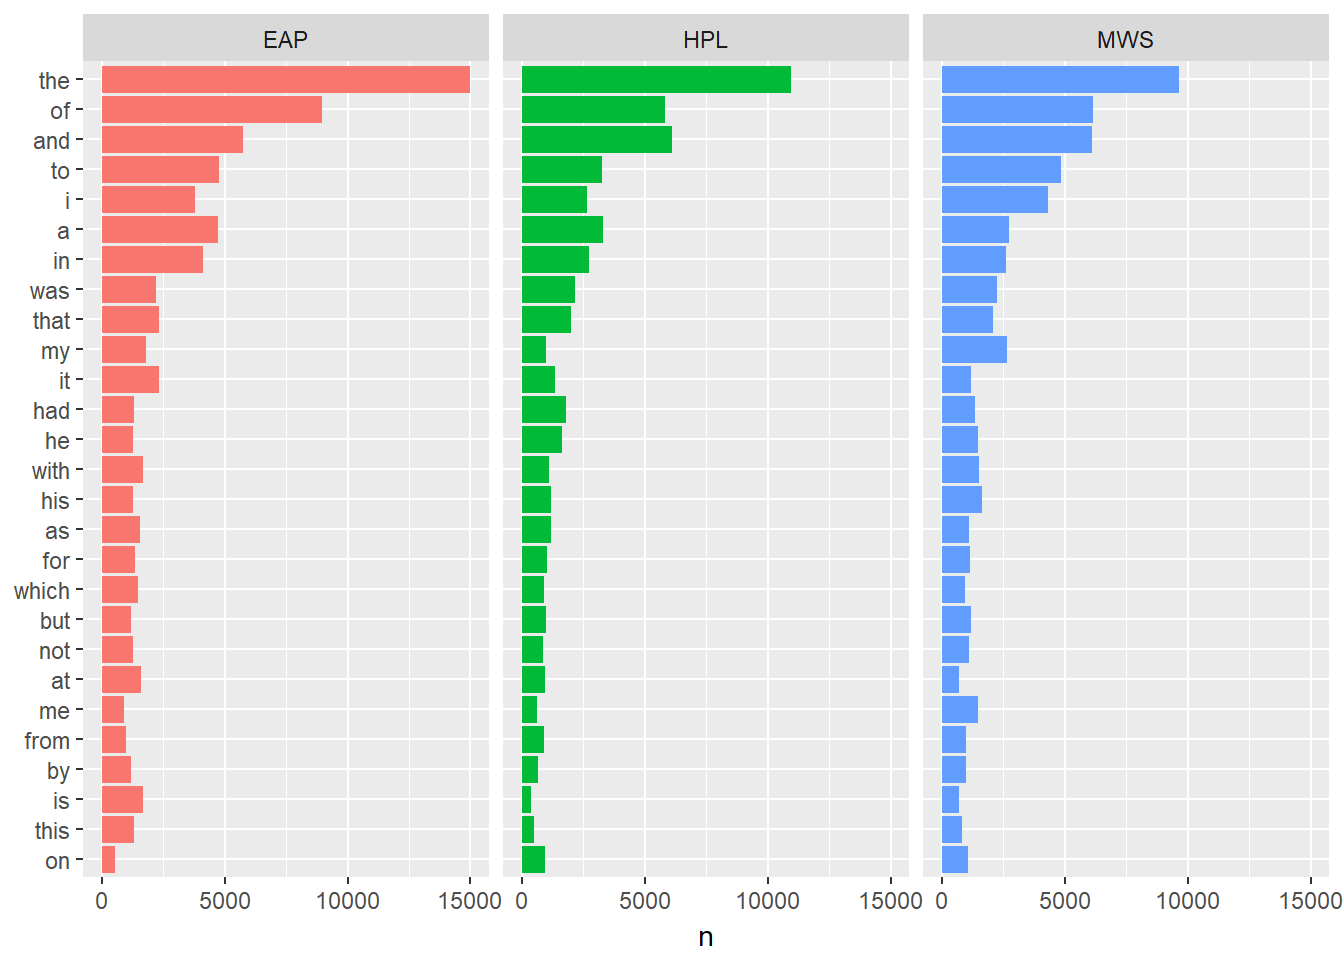 EAP HPL MWS
the
of
and
to
i
a
in
was
that
my
it
had
he
with
his
as
for
which
but
not
at
me
from
by
is
this
on
0 5000 10000 15000 0 5000 10000 15000 0 5000 10000 15000
n